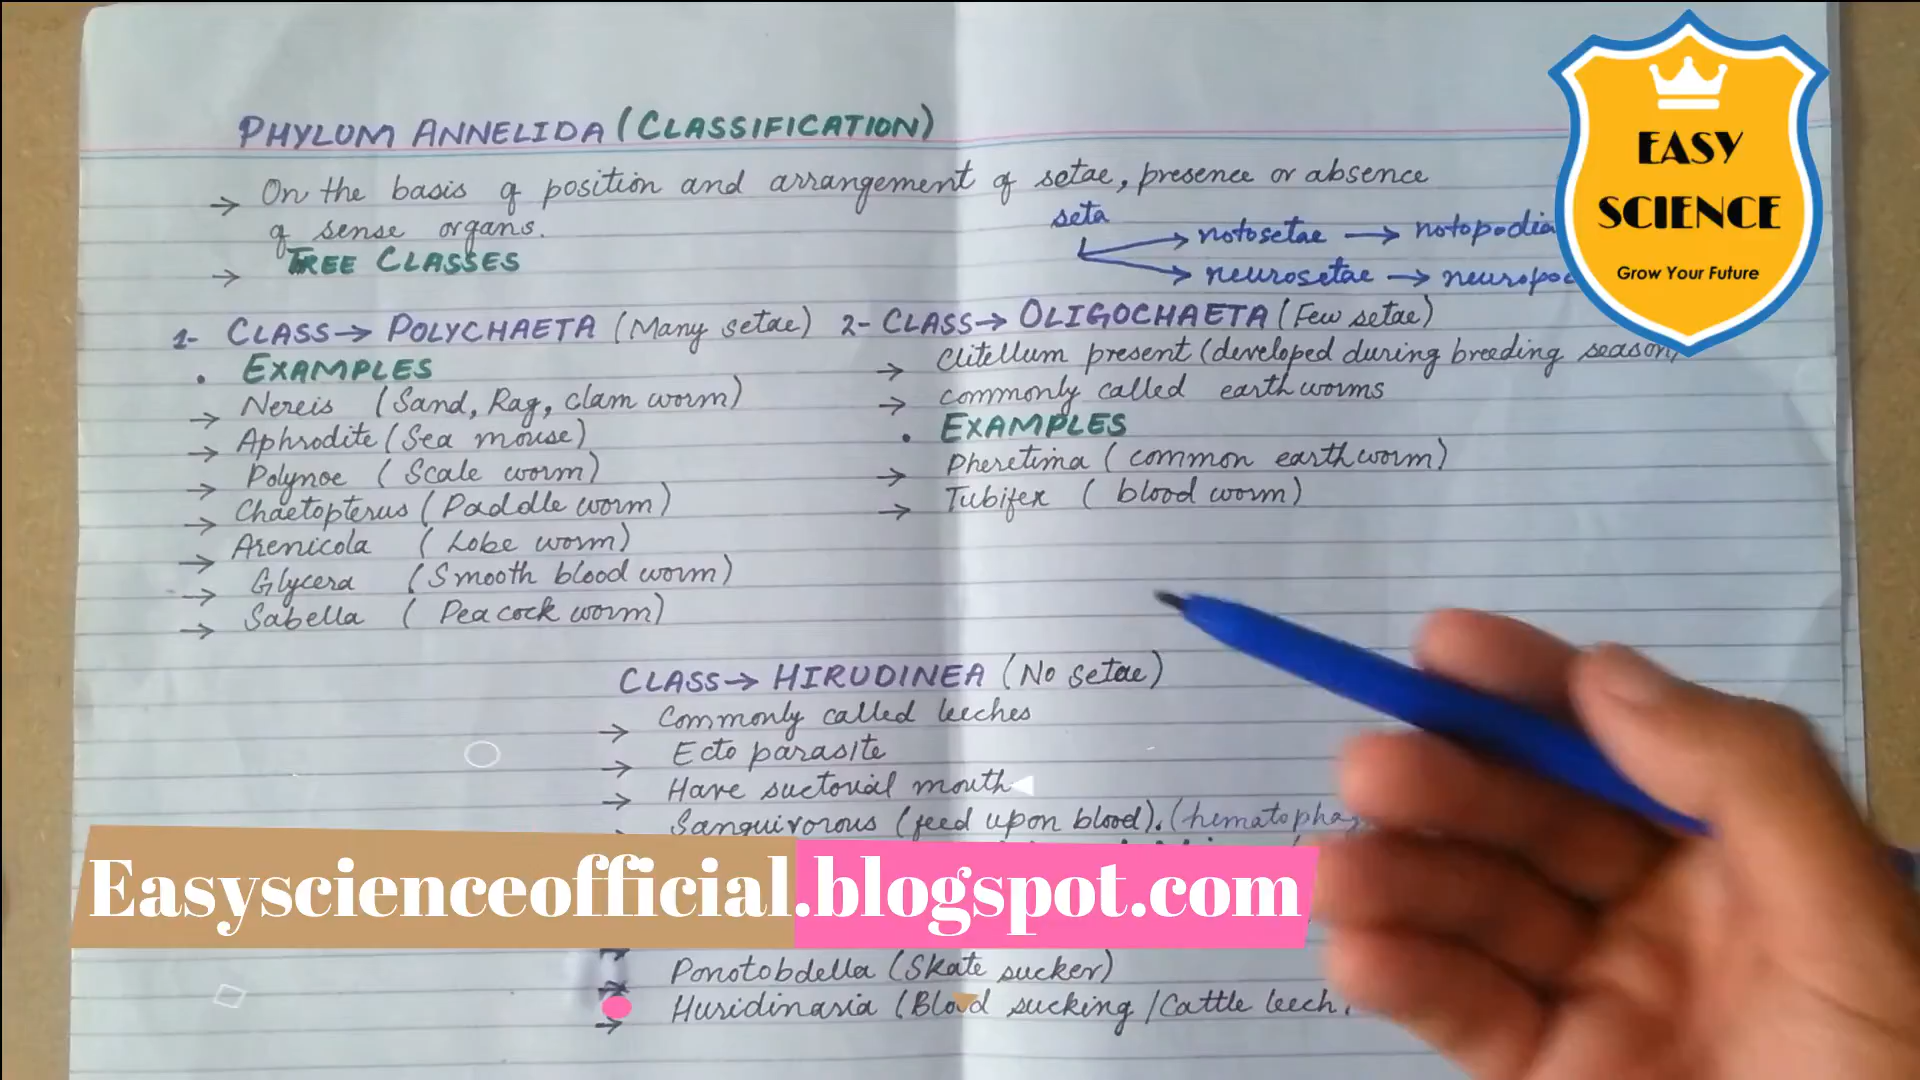 PHYLUM ANNELIDA (CLASSIFICATION)
→ On the basis of position and arrangement of setae, presence or absence
of sense organs.
→ TREE CLASSES
seta
notosetae → notopodia
neurosetae → neuropod
1- CLASS → POLYCHAETA (Many setae)
. EXAMPLES
→ Nereis (Sand, Rag, clam worm)
→ Aphrodite (Sea mouse)
→ Polynoe (Scale worm)
→ Chaetopterus (Paddle worm)
→ Arenicola (Lobe worm)
→ Glycera (Smooth blood worm)
→ Sabella (Peacock worm)
2- CLASS → OLIGOCHAETA (Few setae)
→ Clitellum present (developed during breeding season)
→ commonly called earthworms
. EXAMPLES
→ Pheretima (common earthworm)
→ Tubifex (blood worm)
CLASS → HIRUDINEA (No setae)
→ Commonly called leeches
→ Ecto parasite
→ Have suctorial mouth
Sanguivorous (feed upon blood). (hematophag
→ Ponotobdella (Skate sucker)
→ Huridinaria (Blood sucking / Cattle leech.
EASY
SCIENCE
Grow Your Future
Easyscienceofficial.blogspot.com